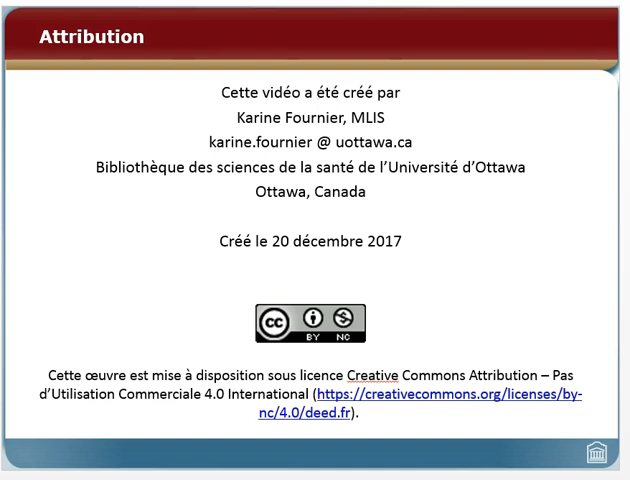 Attribution
Cette vidéo a été créé par
Karine Fournier, MLIS
karine.fournier @ uottawa.ca
Bibliothèque des sciences de la santé de l'Université d'Ottawa
Ottawa, Canada
Créé le 20 décembre 2017
cc
BY NC
Cette œuvre est mise à disposition sous licence Creative Commons Attribution – Pas
d'Utilisation Commerciale 4.0 International (https://creativecommons.org/licenses/by-
nc/4.0/deed.fr).